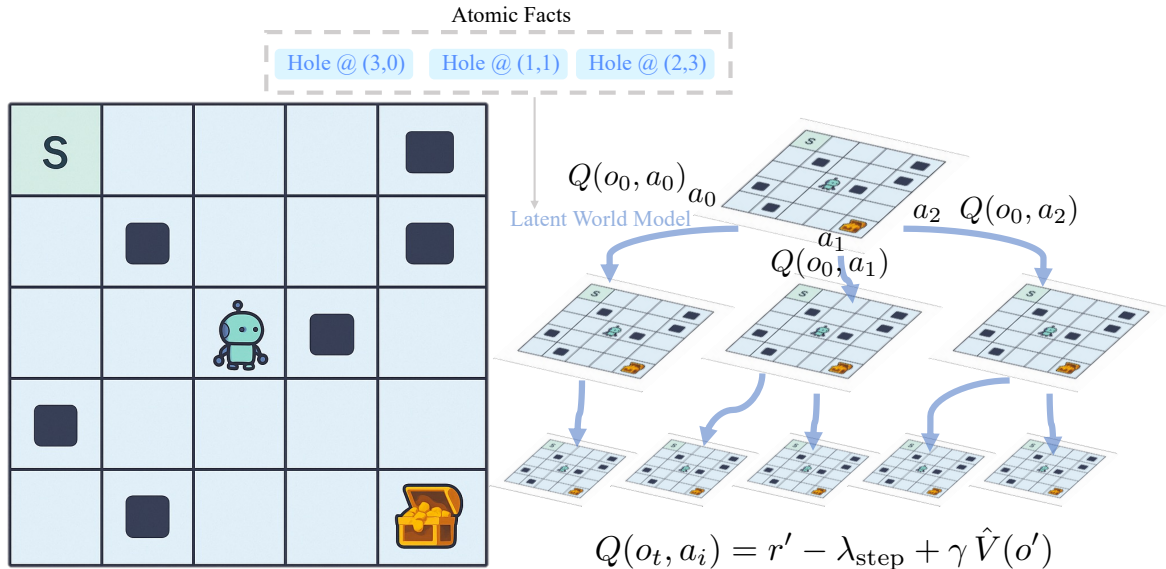 Atomic Facts
Hole @ (3,0) Hole @ (1,1) Hole @ (2,3)
S
S
Q(o_0, a_0)
a_0
Latent World Model
a_1
Q(o_0, a_1)
a_2 Q(o_0, a_2)
S
S
S
S
S
S
S
S
Q(o_t, a_i) = r′ − λ_step + γ V̂(o′)